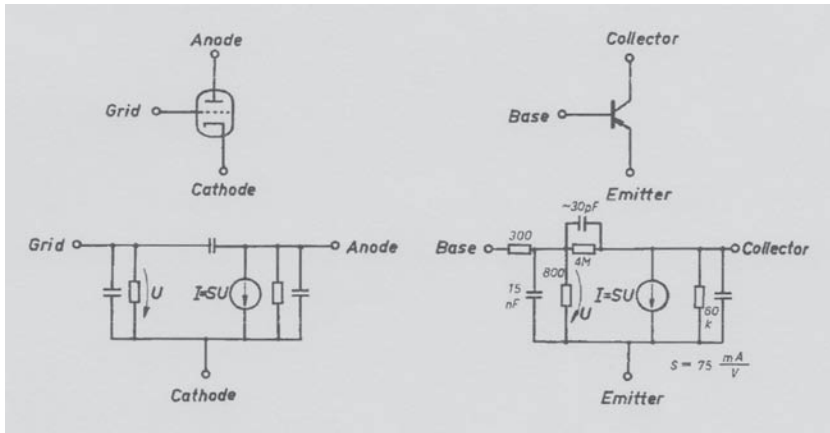 Anode
Grid
Cathode
Collector
Base
Emitter
Grid
Anode
U
I=SU
Cathode
~30pF
Base
300
4M
Collector
800
15
nF
U
I=SU
60
k
S = 75 mA/V
Emitter